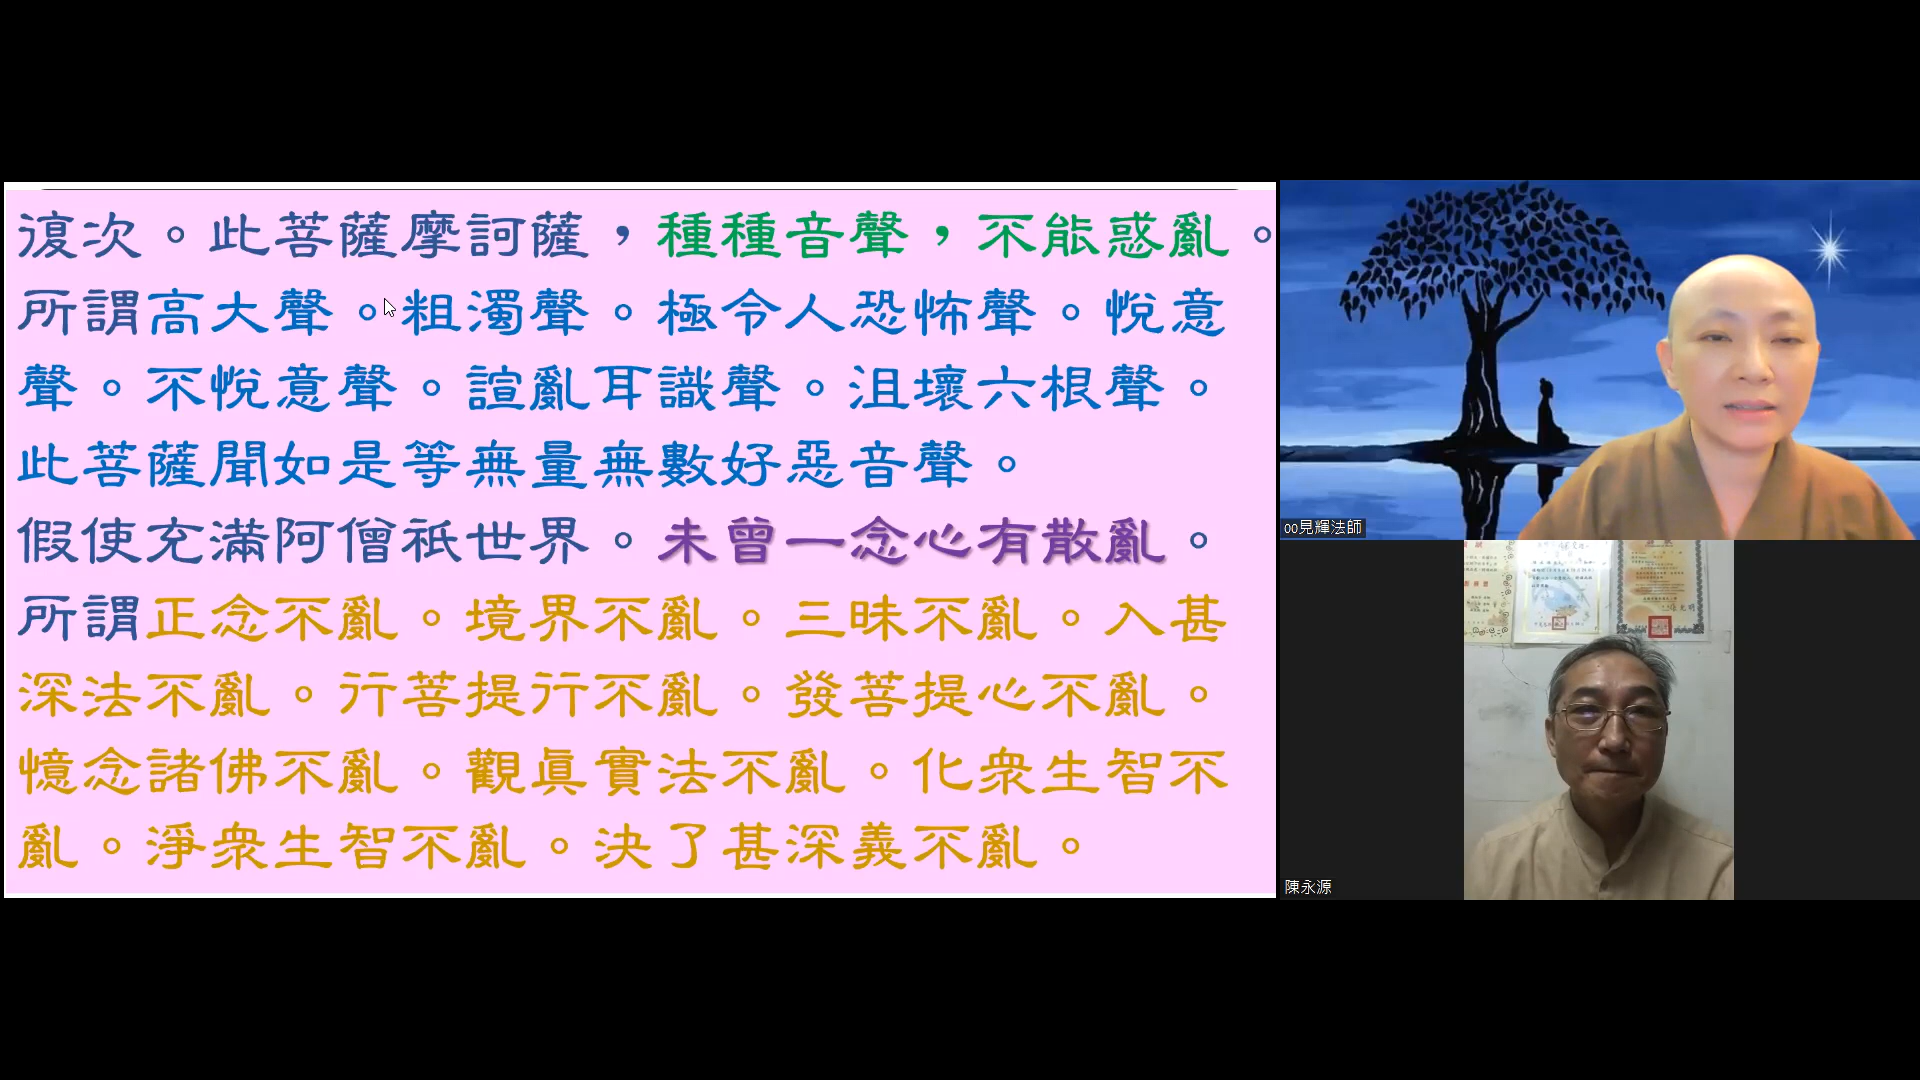 復次。此菩薩摩訶薩，種種音聲，不能惑亂。
所謂高大聲。粗濁聲。極令人恐怖聲。悅意
聲。不悅意聲。諠亂耳識聲。沮壞六根聲。
此菩薩聞如是等無量無數好惡音聲。
假使充滿阿僧祇世界。未曾一念心有散亂。
所謂正念不亂。境界不亂。三昧不亂。入甚
深法不亂。行菩提行不亂。發菩提心不亂。
憶念諸佛不亂。觀真實法不亂。化眾生智不
亂。淨眾生智不亂。決了甚深義不亂。
oo見輝法師
陳永源